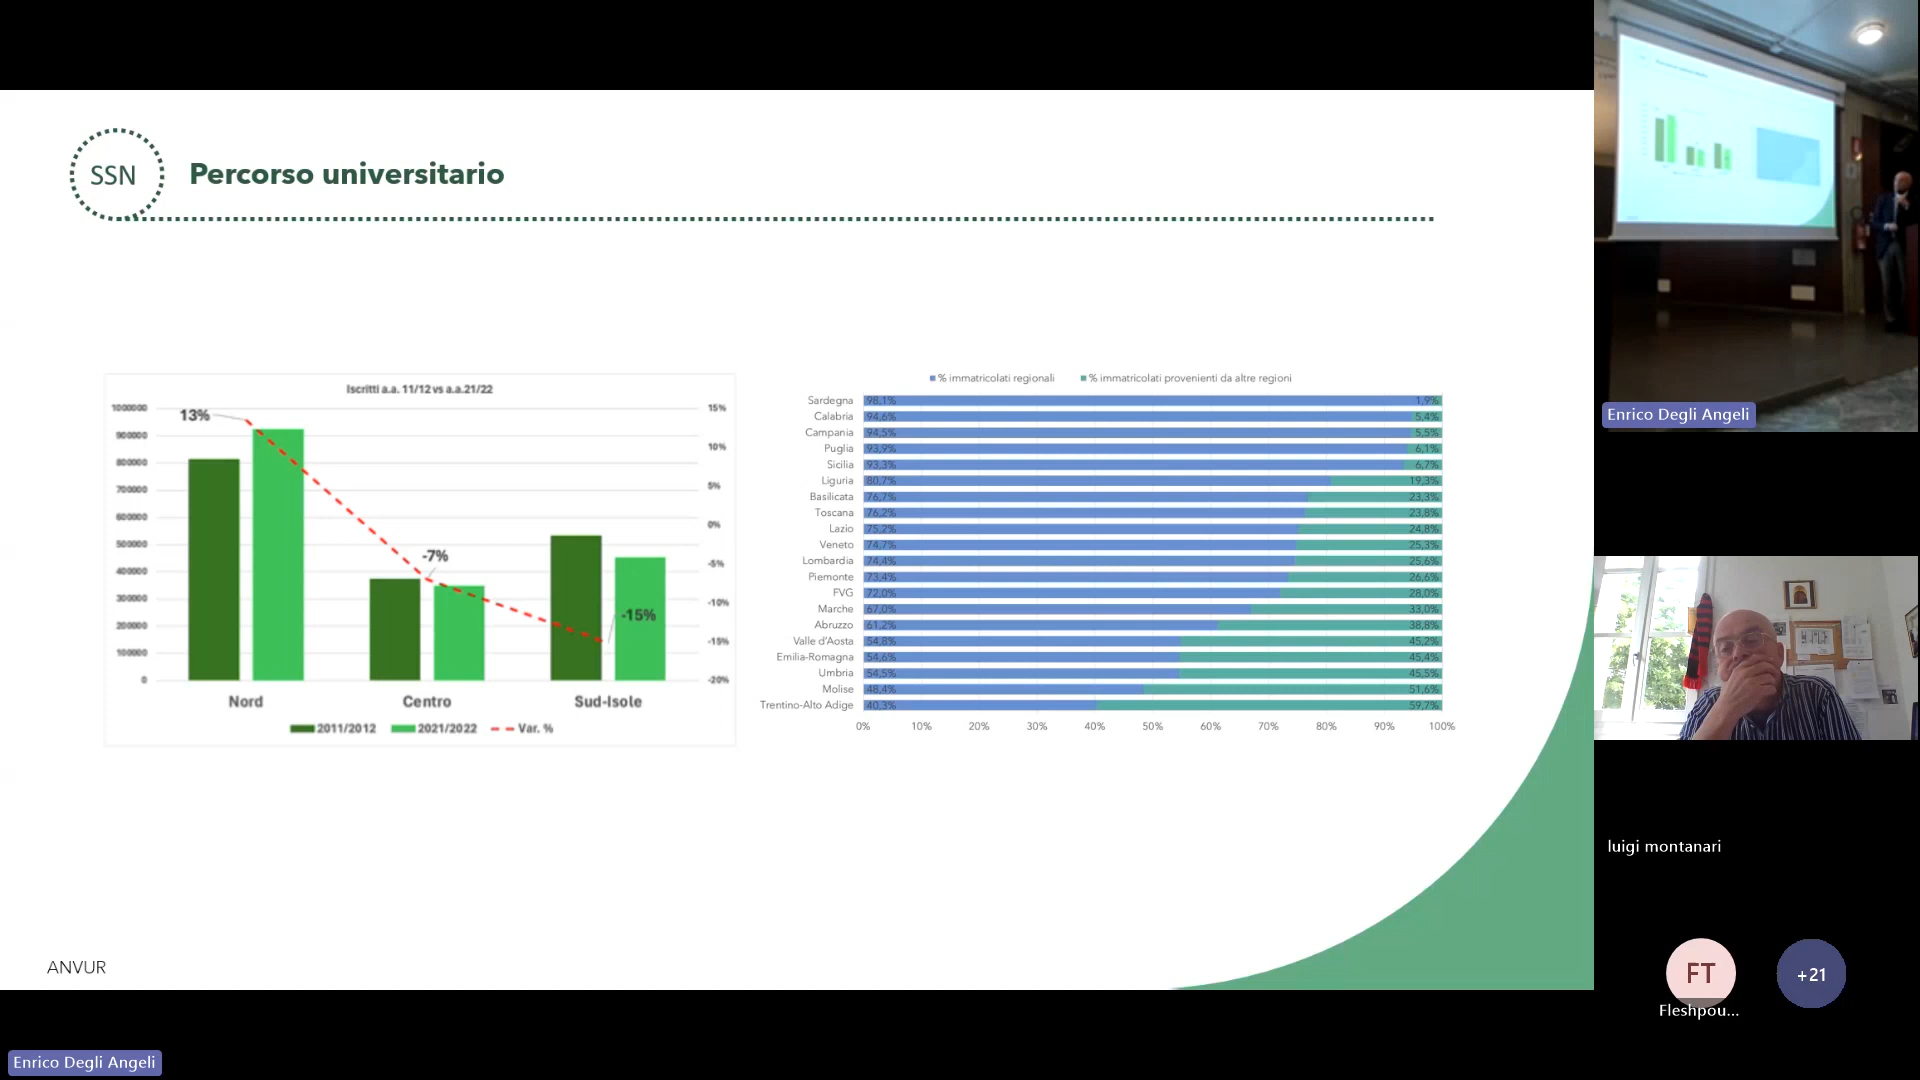 SSN
Percorso universitario
Iscritti a.a. 11/12 vs a.a.21/22
1000000
900000
800000
700000
600000
500000
400000
300000
200000
100000
0
15%
10%
5%
0%
-5%
-10%
-15%
-20%
13%
-7%
-15%
Nord Centro Sud-Isole
2011/2012 2021/2022 Var. %
% immatricolati regionali % immatricolati provenienti da altre regioni
Sardegna 98,1% 1,9%
Calabria 94,6% 5,4%
Campania 94,5% 5,5%
Puglia 93,9% 6,1%
Sicilia 93,3% 6,7%
Liguria 80,7% 19,3%
Basilicata 76,7% 23,3%
Toscana 76,2% 23,8%
Lazio 75,2% 24,8%
Veneto 74,7% 25,3%
Lombardia 74,4% 25,6%
Piemonte 73,4% 26,6%
FVG 72,0% 28,0%
Marche 67,0% 33,0%
Abruzzo 61,2% 38,8%
Valle d'Aosta 54,8% 45,2%
Emilia-Romagna 54,6% 45,4%
Umbria 54,5% 45,5%
Molise 48,4% 51,6%
Trentino-Alto Adige 40,3% 59,7%
0% 10% 20% 30% 40% 50% 60% 70% 80% 90% 100%
ANVUR
Enrico Degli Angeli
Enrico Degli Angeli
luigi montanari
FT
Fleshpou...
+21